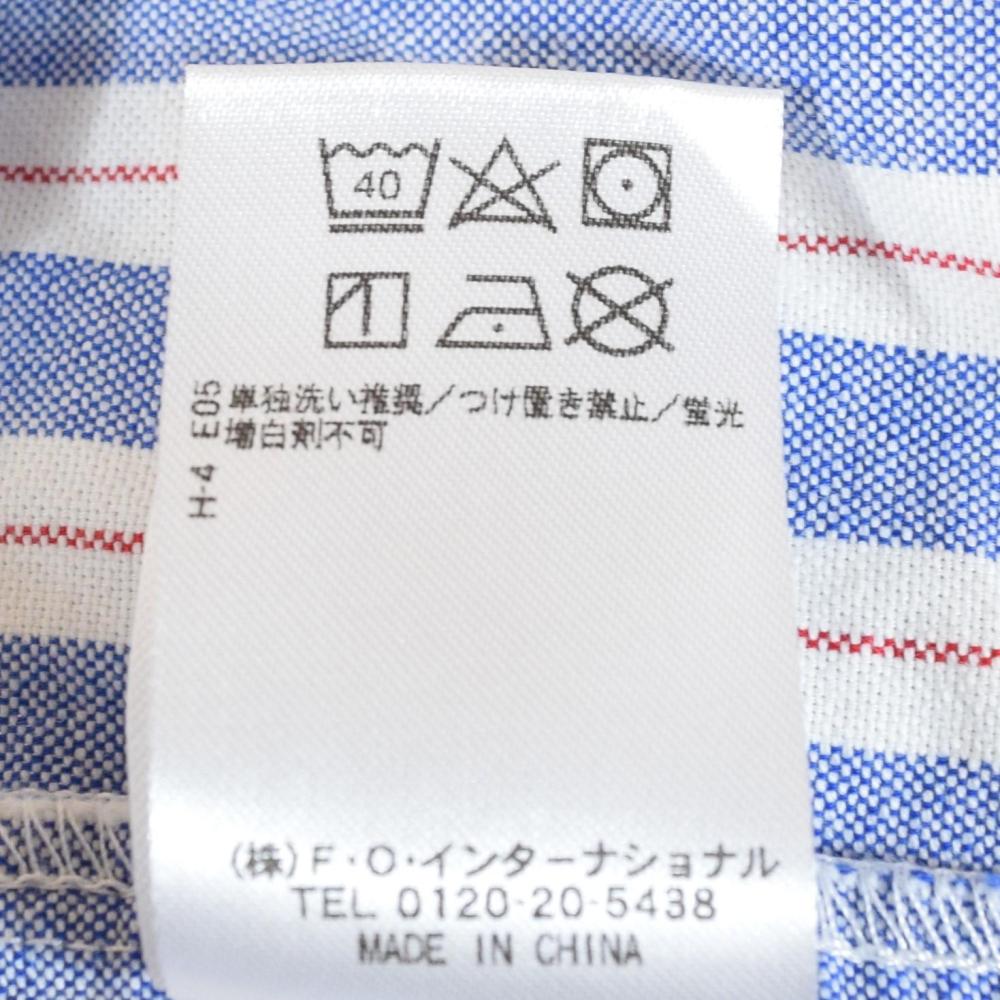 40
単独洗い推奨／つけ置き禁止／蛍光
増白剤不可
H-4 E05
(株)F・O・インターナショナル
TEL 0120-20-5438
MADE IN CHINA